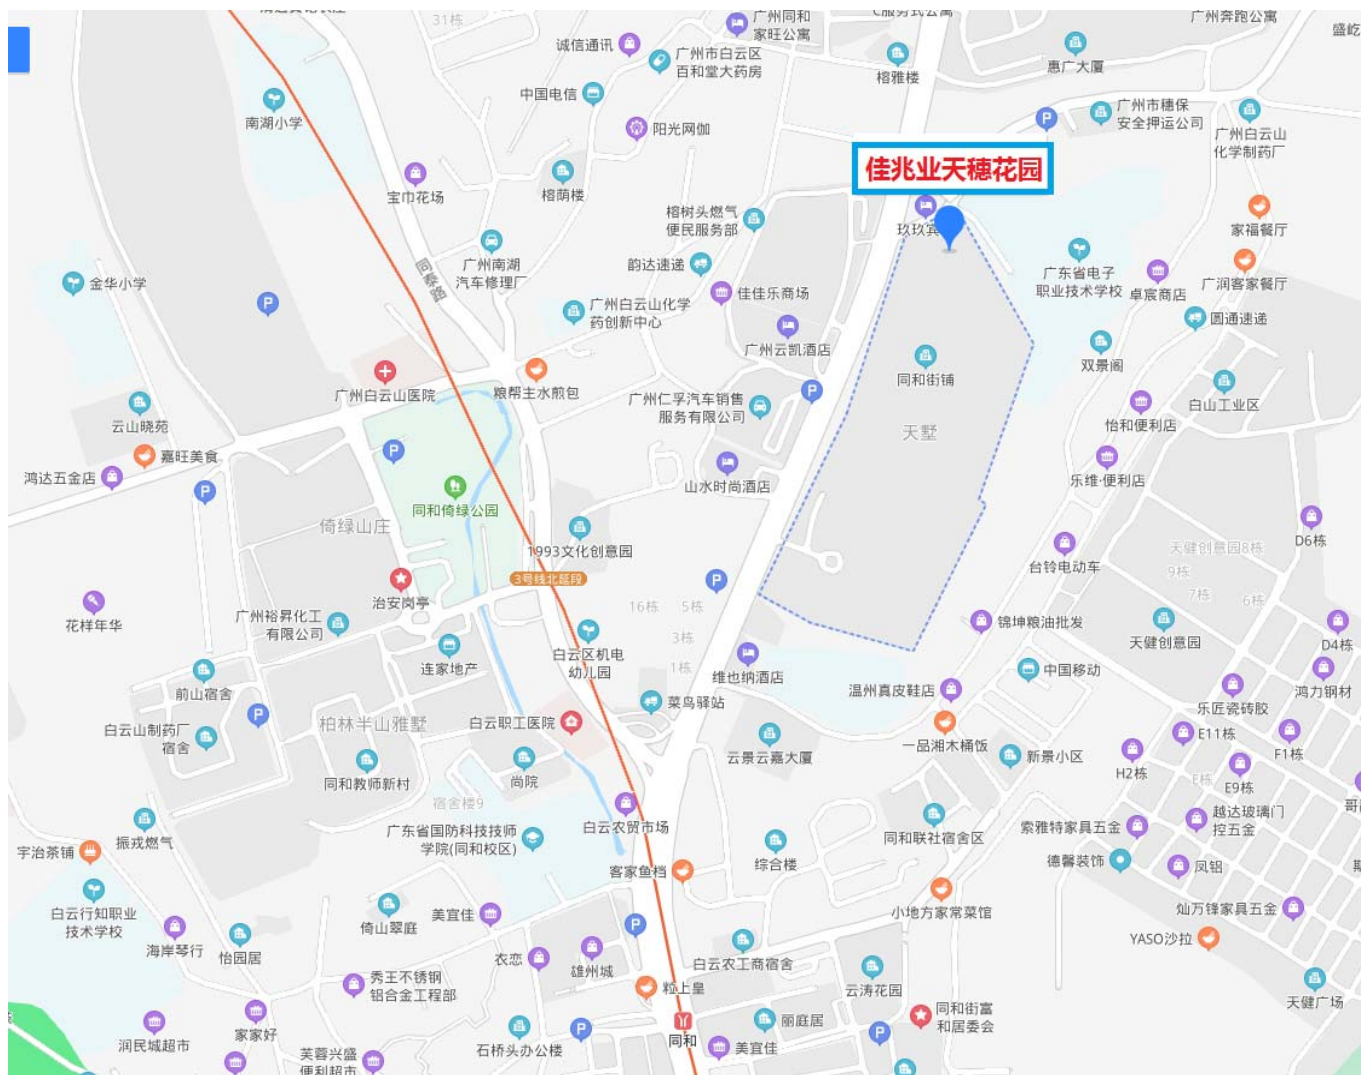 31栋
诚信通讯
广州同和
家旺公寓
C服务式公寓
广州奔跑公寓
广州市白云区
百和堂大药房
榕雅楼
惠广大厦
中国电信
南湖小学
阳光网伽
广州市穗保
安全押运公司
广州白云山
化学制药厂
佳兆业天穗花园
宝巾花场
榕荫楼
榕树头燃气
便民服务部
玖玖宾
家福餐厅
广州南湖
汽车修理厂
韵达速递
广东省电子
职业技术学校
同泰路
金华小学
佳佳乐商场
卓宸商店
广润客家餐厅
广州白云山化学
药创新中心
圆通速递
广州云凯酒店
双景阁
同和街铺
广州白云山医院
粮帮主水煎包
广州仁孚汽车销售
服务有限公司
白山工业区
云山晓苑
天墅
怡和便利店
嘉旺美食
鸿达五金店
山水时尚酒店
乐维·便利店
同和倚绿公园
倚绿山庄
1993文化创意园
D6栋
天健创意园8栋
台铃电动车
9栋
3号线北延段
治安岗亭
7栋
6栋
16栋
5栋
花样年华
广州裕昇化工
有限公司
锦坤粮油批发
3栋
天健创意园
D4栋
连家地产
白云区机电
幼儿园
1栋
维也纳酒店
中国移动
前山宿舍
温州真皮鞋店
鸿力钢材
菜鸟驿站
乐匠瓷砖胶
白云山制药厂
宿舍
柏林半山雅墅
白云职工医院
E11栋
一品湘木桶饭
云景云嘉大厦
新景小区
F1栋
H2栋
同和教师新村
尚院
E栋
E9栋
宿舍楼9
振戎燃气
广东省国防科技技师
学院(同和校区)
白云农贸市场
同和联社宿舍区
索雅特家具五金
越达玻璃门
控五金
宇治茶铺
综合楼
德馨装饰
凤铝
客家鱼档
白云行知职业
技术学校
倚山翠庭
美宜佳
小地方家常菜馆
灿万锋家具五金
海岸琴行
怡园居
衣恋
雄州城
白云农工商宿舍
YASO沙拉
秀王不锈钢
铝合金工程部
粒上皇
云涛花园
天健广场
家家好
润民城超市
石桥头办公楼
同和
丽庭居
同和街富
和居委会
芙蓉兴盛
便利超市
美宜佳